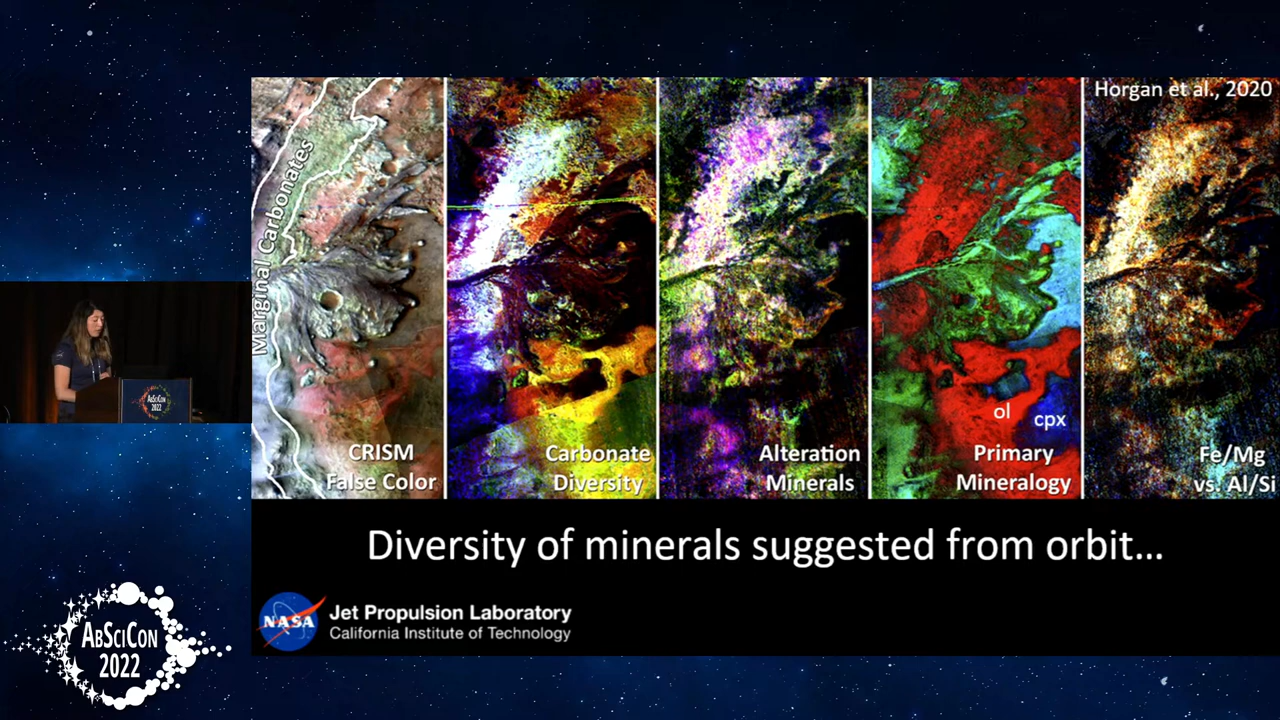 Horgan et al., 2020
Marginal Carbonates
CRISM
False Color
Carbonate
Diversity
Alteration
Minerals
ol
cpx
Primary
Mineralogy
Fe/Mg
vs. Al/Si
Diversity of minerals suggested from orbit...
NASA
Jet Propulsion Laboratory
California Institute of Technology
AbSciCon
2022
AbSciCon
2022